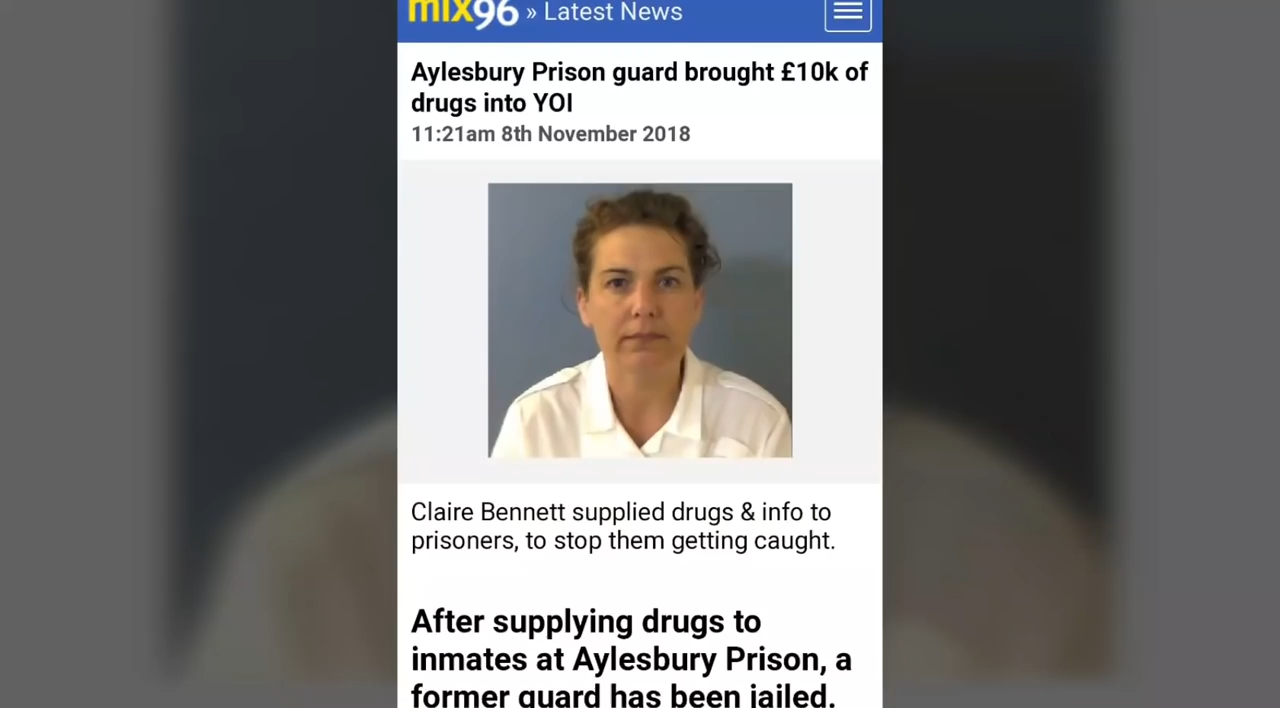 mix96 » Latest News
Aylesbury Prison guard brought £10k of
drugs into YOI
11:21am 8th November 2018
Claire Bennett supplied drugs & info to
prisoners, to stop them getting caught.
After supplying drugs to
inmates at Aylesbury Prison, a
former guard has been jailed.